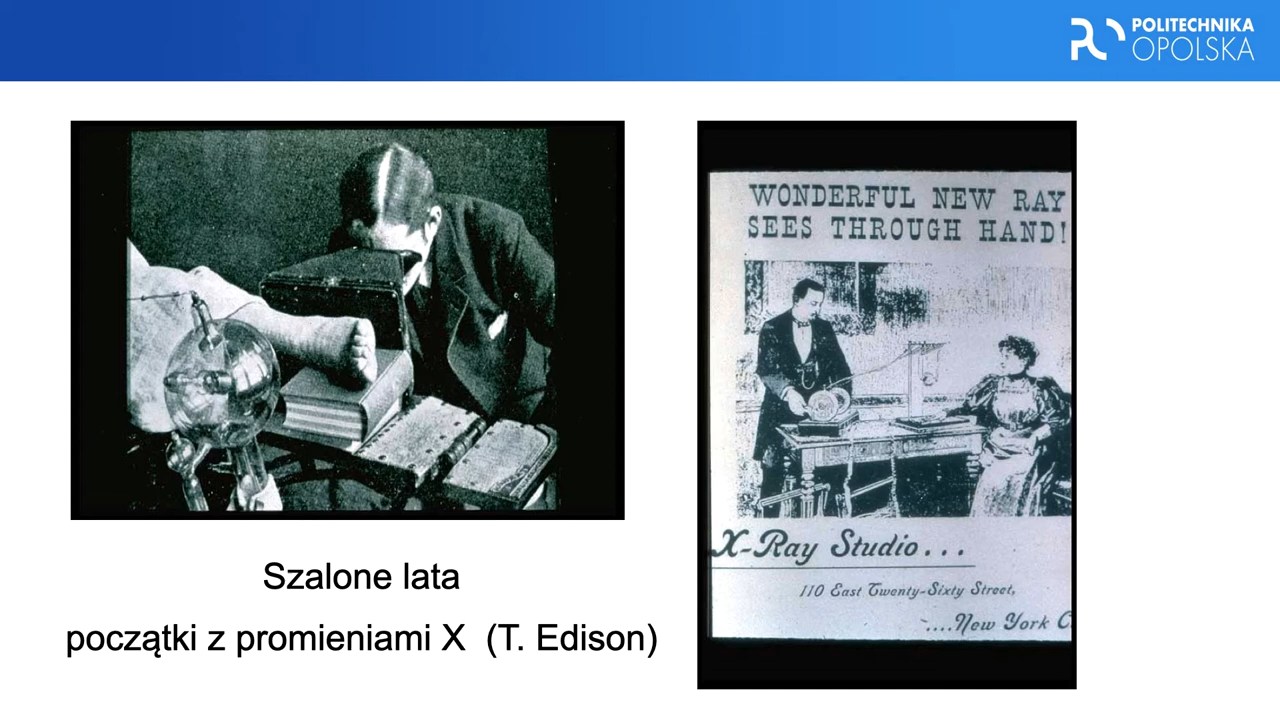 POLITECHNIKA
OPOLSKA
WONDERFUL NEW RAY
SEES THROUGH HAND!
X-Ray Studio...
110 East Twenty-Sixty Street,
....New York C
Szalone lata
początki z promieniami X (T. Edison)